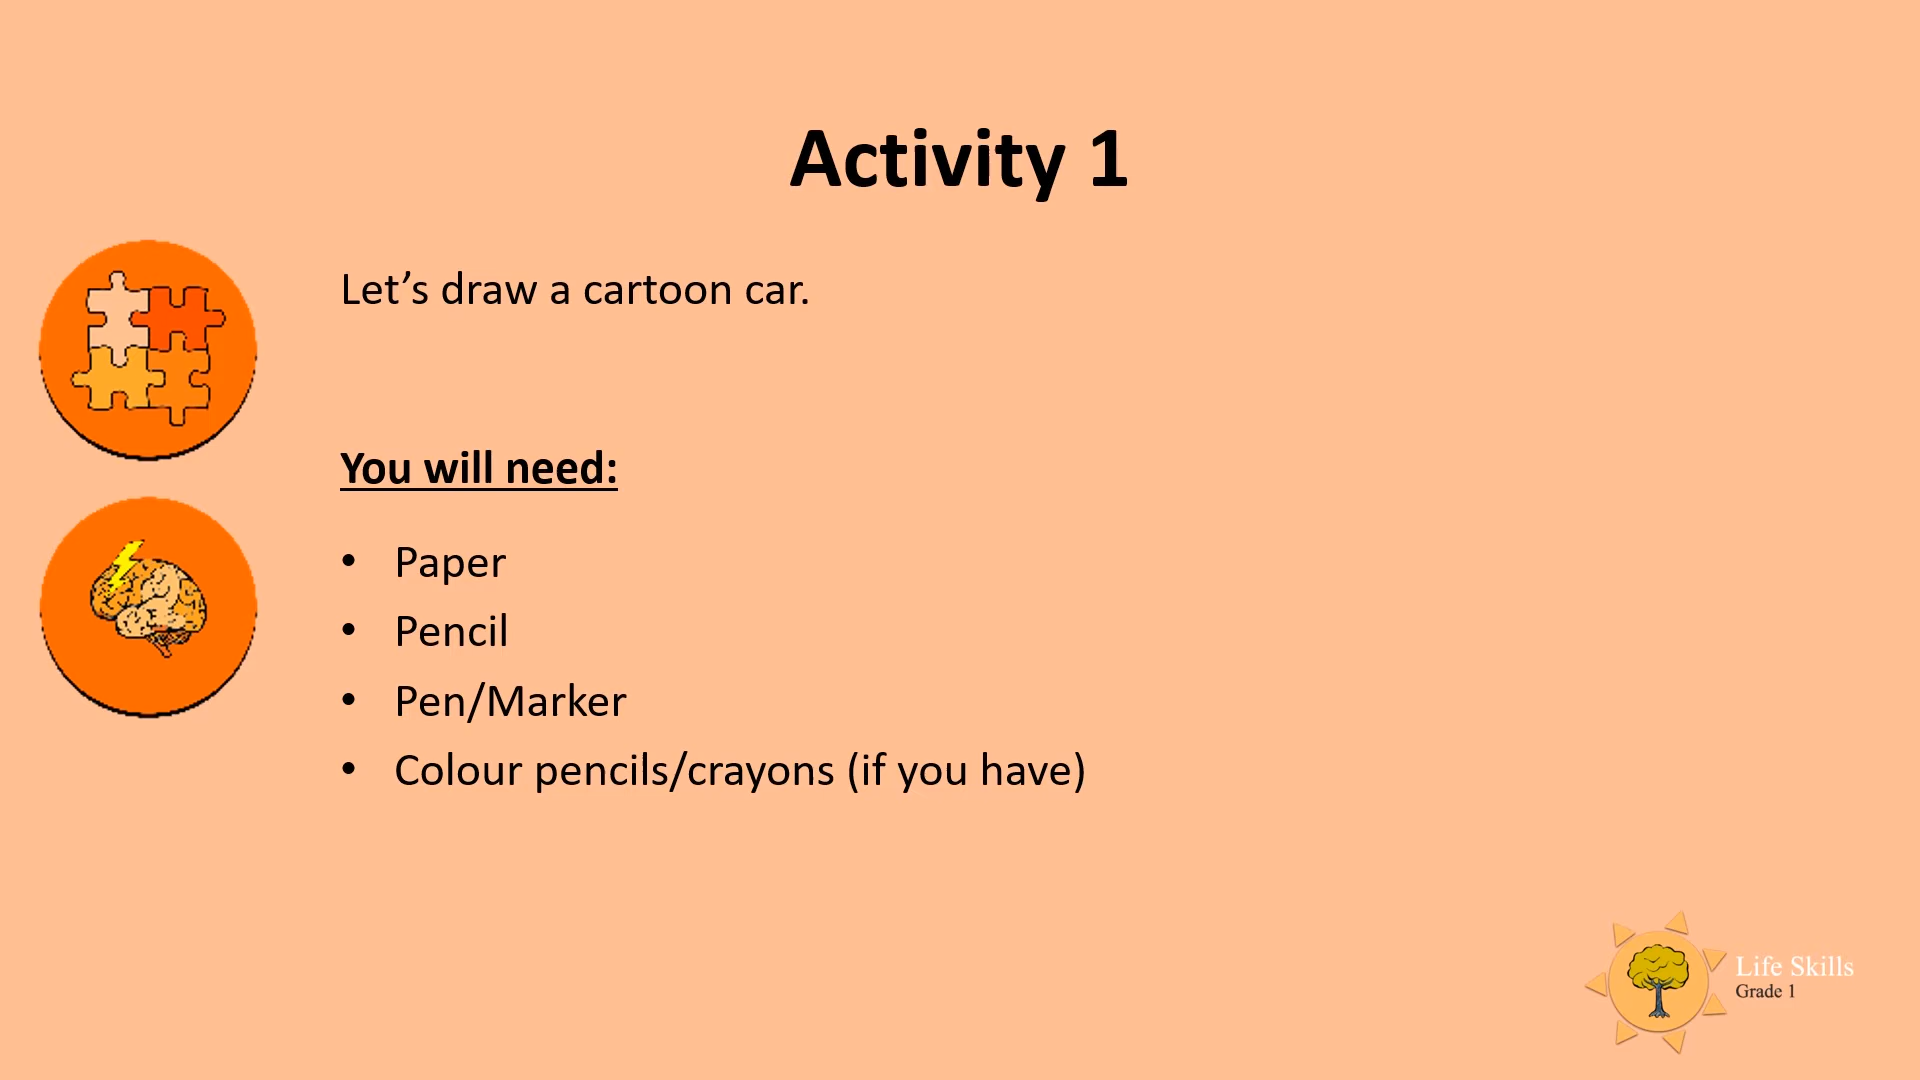 Activity 1
Let’s draw a cartoon car.
You will need:
• Paper
• Pencil
• Pen/Marker
• Colour pencils/crayons (if you have)
Life Skills
Grade 1